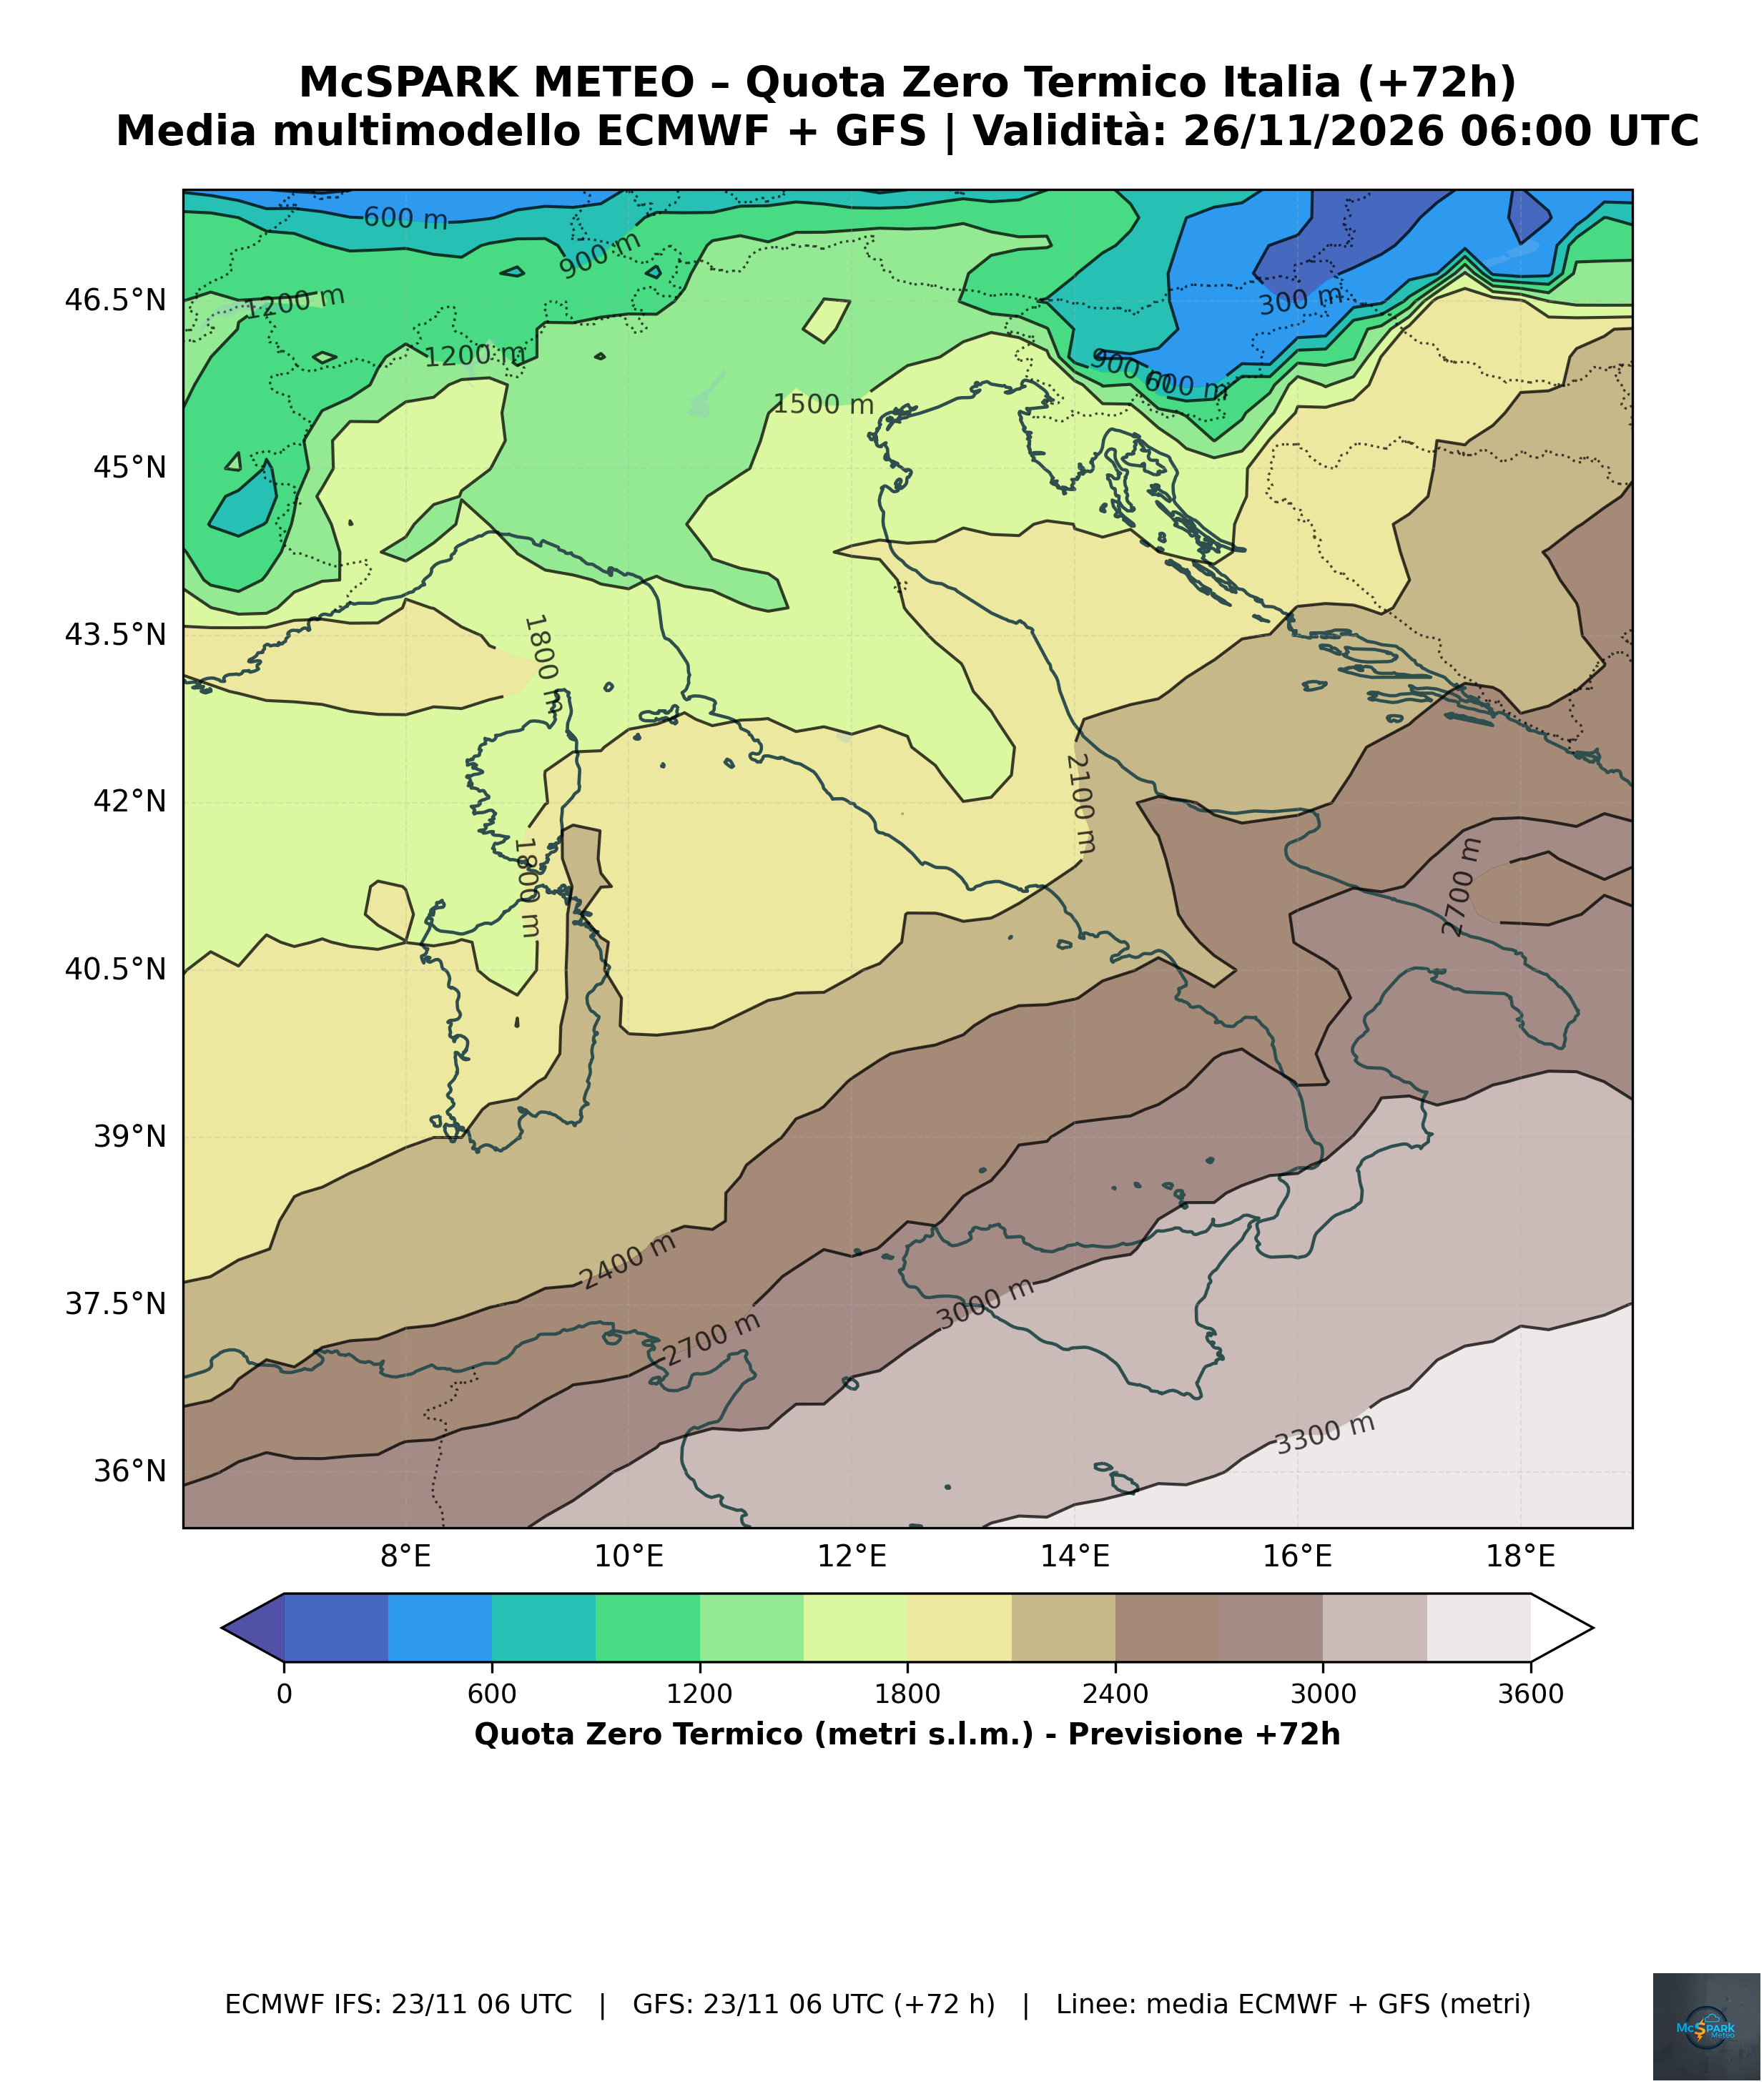 McSPARK METEO – Quota Zero Termico Italia (+72h)
Media multimodello ECMWF + GFS | Validità: 26/11/2026 06:00 UTC
600 m
900 m
1200 m
300 m
46.5°N
1200 m
900 m
600 m
1500 m
45°N
43.5°N
1800 m
42°N
2100 m
1800 m
2700 m
40.5°N
39°N
2400 m
37.5°N
3000 m
2700 m
3300 m
36°N
8°E 10°E 12°E 14°E 16°E 18°E
0 600 1200 1800 2400 3000 3600
Quota Zero Termico (metri s.l.m.) - Previsione +72h
ECMWF IFS: 23/11 06 UTC | GFS: 23/11 06 UTC (+72 h) | Linee: media ECMWF + GFS (metri)
McSPARK
Meteo